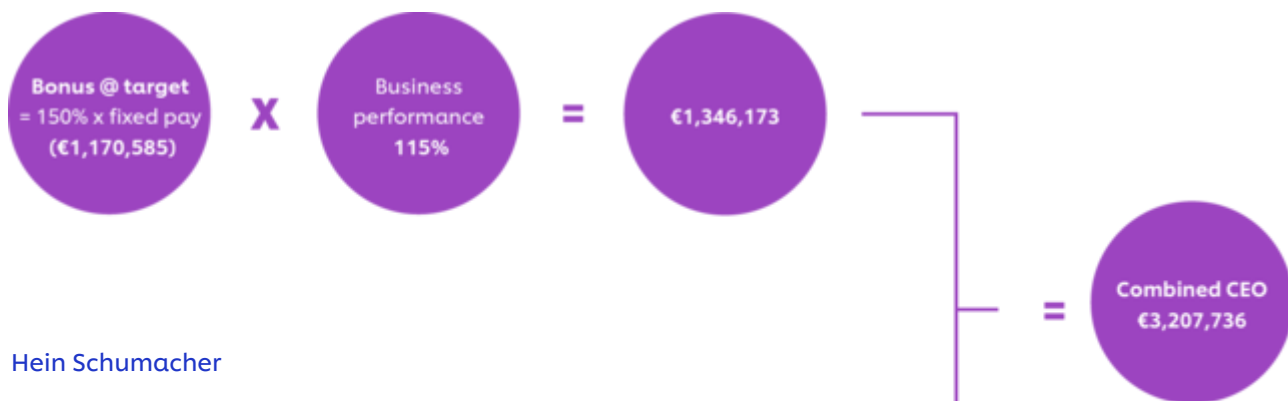 Bonus @ target
= 150% x fixed pay
(€1,170,585)
X
Business
performance
115%
=
€1,346,173
=
Combined CEO
€3,207,736
Hein Schumacher